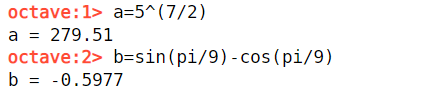 octave:1> a=5^(7/2)
a = 279.51
octave:2> b=sin(pi/9)-cos(pi/9)
b = -0.5977